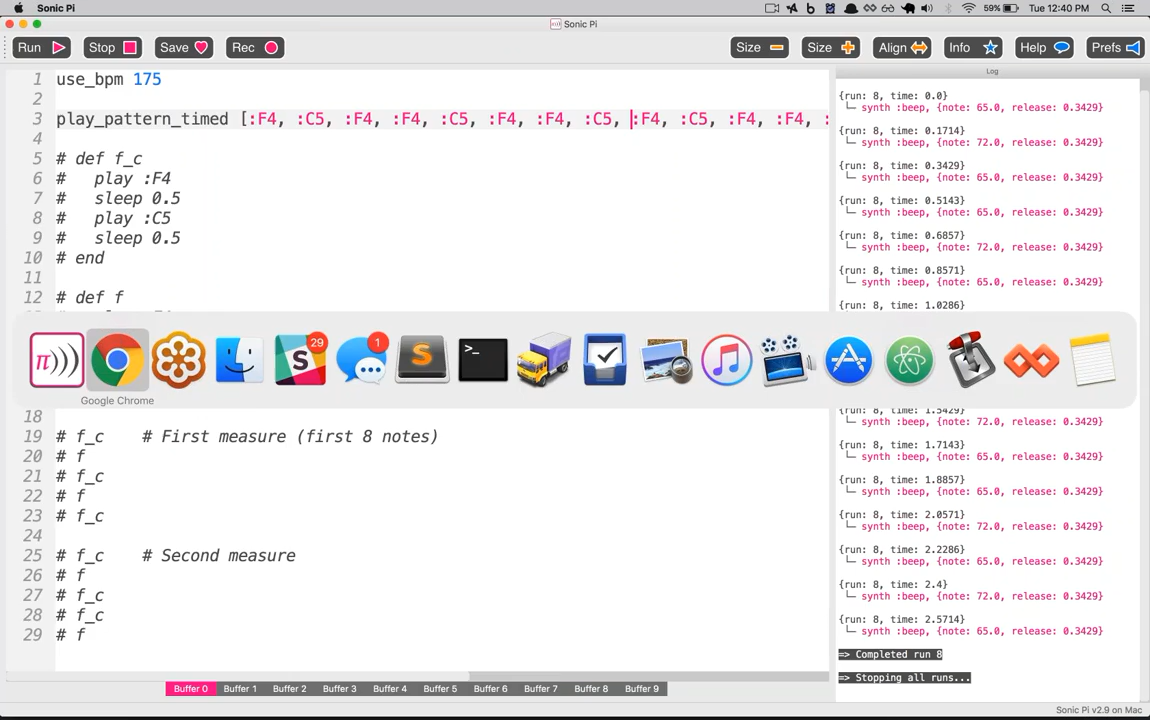 Sonic Pi
59%
Tue 12:40 PM
Sonic Pi
Run
Stop
Save
Rec
Size
Size
Align
Info
Help
Prefs
1 use_bpm 175
2
3 play_pattern_timed [:F4, :C5, :F4, :F4, :C5, :F4, :F4, :C5, :F4, :C5, :F4, :F4, :
4
5 # def f_c
6 #   play :F4
7 #   sleep 0.5
8 #   play :C5
9 #   sleep 0.5
10 # end
11
12 # def f
29
1
Google Chrome
18
19 # f_c    # First measure (first 8 notes)
20 # f
21 # f_c
22 # f
23 # f_c
24
25 # f_c    # Second measure
26 # f
27 # f_c
28 # f_c
29 # f
Log
{run: 8, time: 0.0}
synth :beep, {note: 65.0, release: 0.3429}
{run: 8, time: 0.1714}
synth :beep, {note: 72.0, release: 0.3429}
{run: 8, time: 0.3429}
synth :beep, {note: 65.0, release: 0.3429}
{run: 8, time: 0.5143}
synth :beep, {note: 65.0, release: 0.3429}
{run: 8, time: 0.6857}
synth :beep, {note: 72.0, release: 0.3429}
{run: 8, time: 0.8571}
synth :beep, {note: 65.0, release: 0.3429}
{run: 8, time: 1.0286}
{run: 8, time: 1.5429}
synth :beep, {note: 72.0, release: 0.3429}
{run: 8, time: 1.7143}
synth :beep, {note: 65.0, release: 0.3429}
{run: 8, time: 1.8857}
synth :beep, {note: 65.0, release: 0.3429}
{run: 8, time: 2.0571}
synth :beep, {note: 72.0, release: 0.3429}
{run: 8, time: 2.2286}
synth :beep, {note: 65.0, release: 0.3429}
{run: 8, time: 2.4}
synth :beep, {note: 72.0, release: 0.3429}
{run: 8, time: 2.5714}
synth :beep, {note: 65.0, release: 0.3429}
=> Completed run 8
=> Stopping all runs...
Buffer 0
Buffer 1
Buffer 2
Buffer 3
Buffer 4
Buffer 5
Buffer 6
Buffer 7
Buffer 8
Buffer 9
Sonic Pi v2.9 on Mac